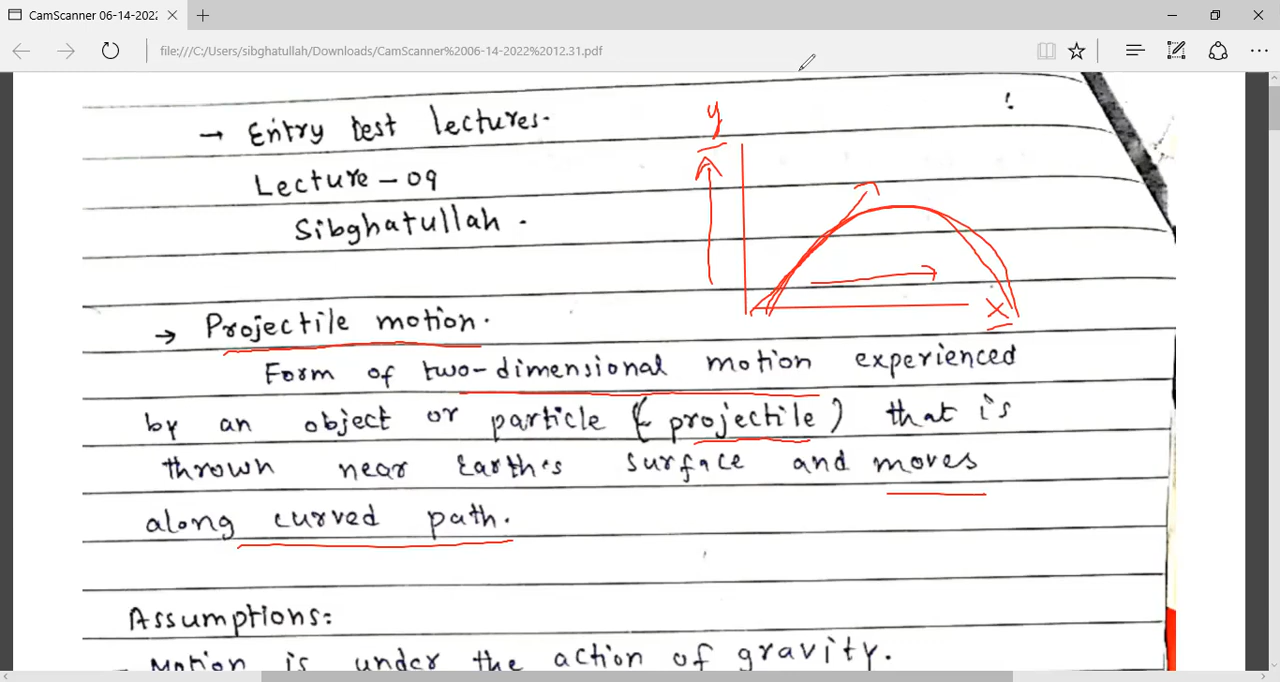 CamScanner 06-14-202
file:///C:/Users/sibghatullah/Downloads/CamScanner%2006-14-2022%2012.31.pdf
→ Entry test lectures.
Lecture - 09
Sibghatullah.
y
x
→ Projectile motion.
Form of two-dimensional motion experienced
by an object or particle (projectile) that is
thrown near Earth's surface and moves
along curved path.
Assumptions:
- Motion is under the action of gravity.